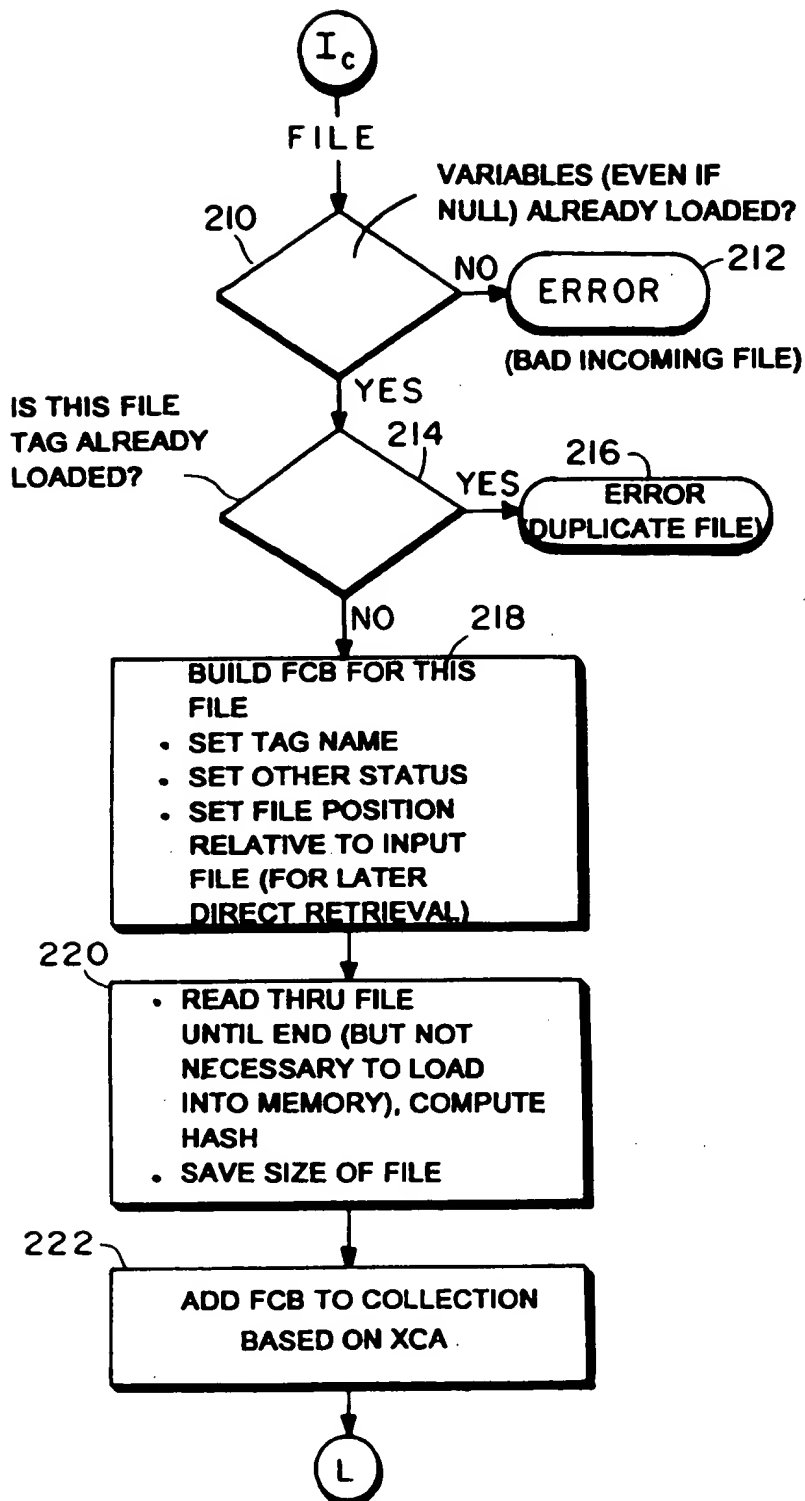 Ic
FILE
VARIABLES (EVEN IF
NULL) ALREADY LOADED?
210
NO
ERROR
212
(BAD INCOMING FILE)
YES
IS THIS FILE
TAG ALREADY
LOADED?
214
YES
216
ERROR
(DUPLICATE FILE)
NO
218
BUILD FCB FOR THIS
FILE
• SET TAG NAME
• SET OTHER STATUS
• SET FILE POSITION
RELATIVE TO INPUT
FILE (FOR LATER
DIRECT RETRIEVAL)
220
• READ THRU FILE
UNTIL END (BUT NOT
NECESSARY TO LOAD
INTO MEMORY), COMPUTE
HASH
• SAVE SIZE OF FILE
222
ADD FCB TO COLLECTION
BASED ON XCA
L